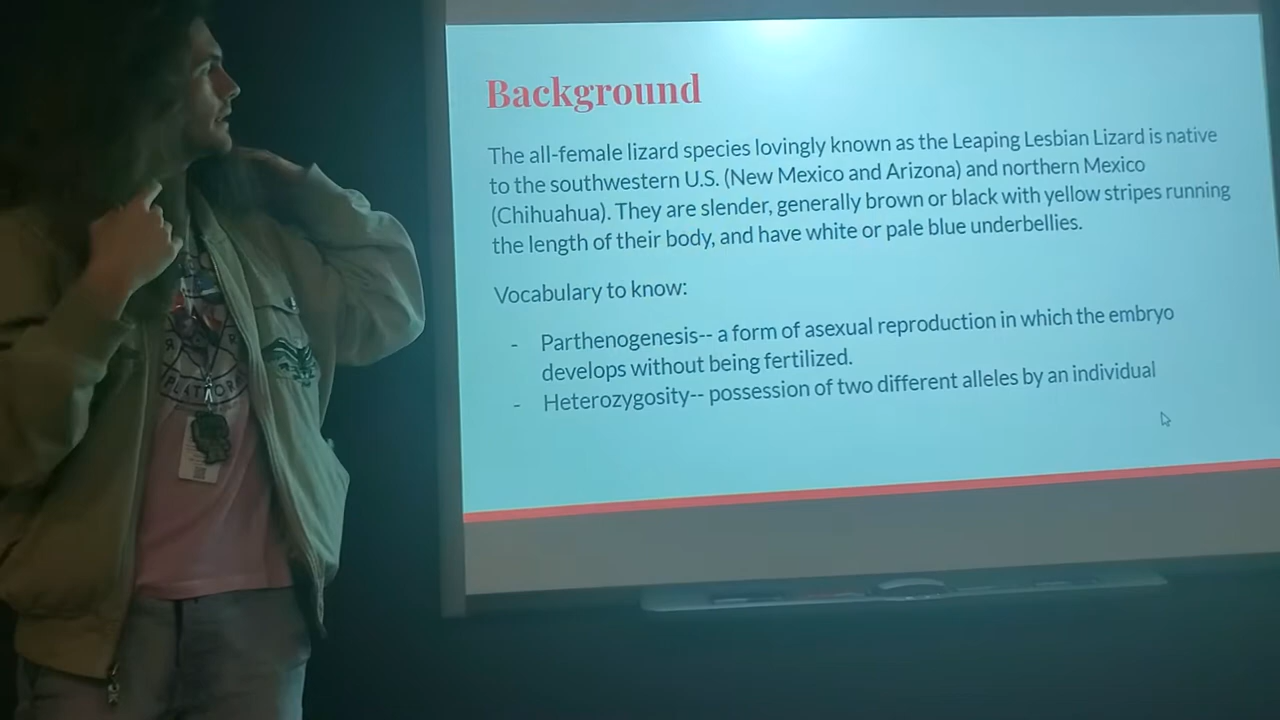 Background
The all-female lizard species lovingly known as the Leaping Lesbian Lizard is native
to the southwestern U.S. (New Mexico and Arizona) and northern Mexico
(Chihuahua). They are slender, generally brown or black with yellow stripes running
the length of their body, and have white or pale blue underbellies.
Vocabulary to know:
- Parthenogenesis-- a form of asexual reproduction in which the embryo
develops without being fertilized.
- Heterozygosity-- possession of two different alleles by an individual
PLATFORM